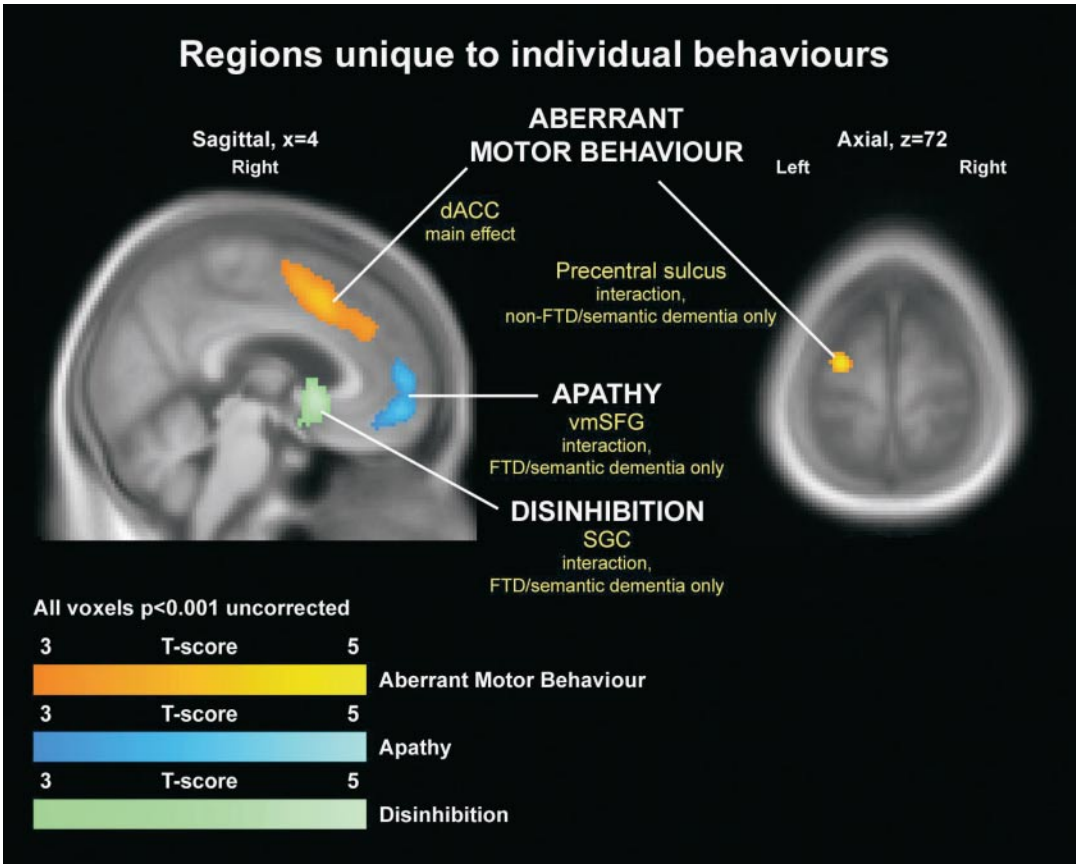 Regions unique to individual behaviours
Sagittal, x=4
Right
ABERRANT
MOTOR BEHAVIOUR
Axial, z=72
Left
Right
dACC
main effect
Precentral sulcus
interaction,
non-FTD/semantic dementia only
APATHY
vmSFG
interaction,
FTD/semantic dementia only
DISINHIBITION
SGC
interaction,
FTD/semantic dementia only
All voxels p<0.001 uncorrected
3 T-score 5
Aberrant Motor Behaviour
3 T-score 5
Apathy
3 T-score 5
Disinhibition